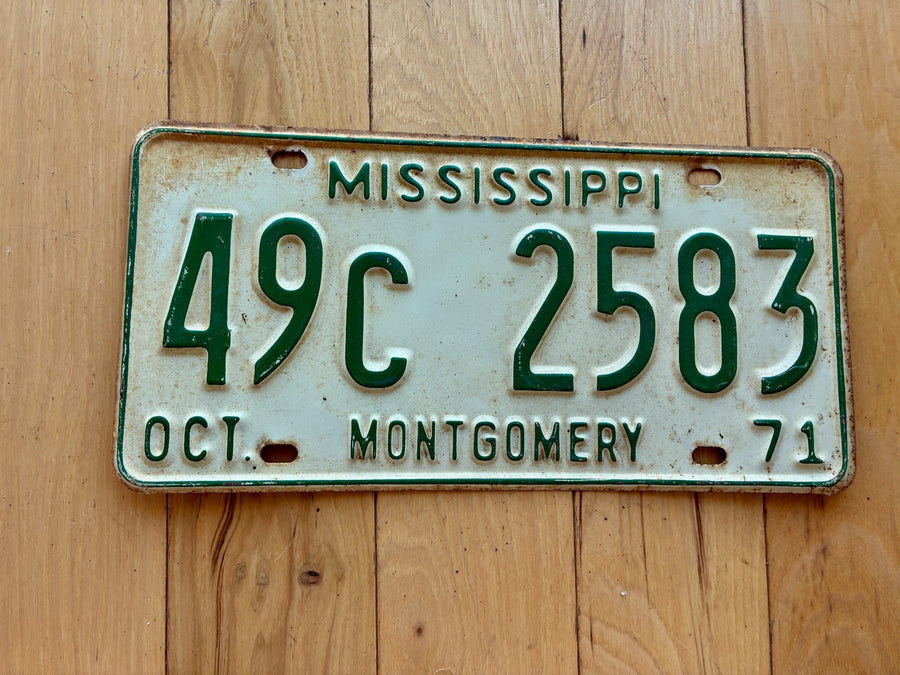 MISSISSIPPI
49C 2583
OCT. MONTGOMERY 71